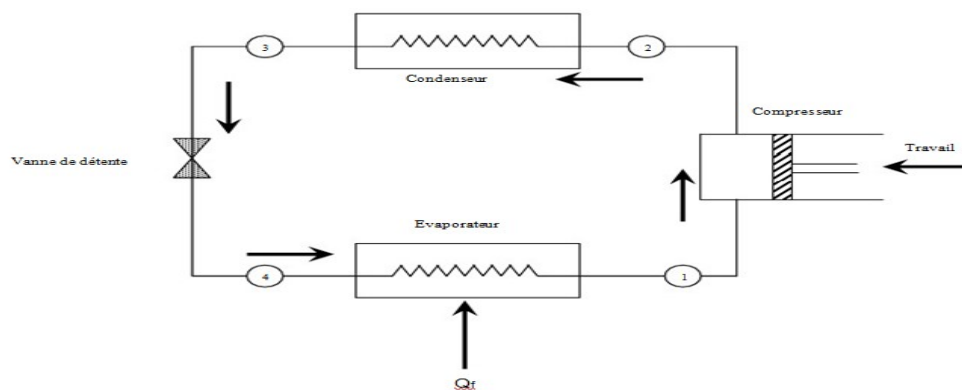 3
2
Condenseur
Compresseur
Vanne de détente
Travail
Evaporateur
4
1
Qf